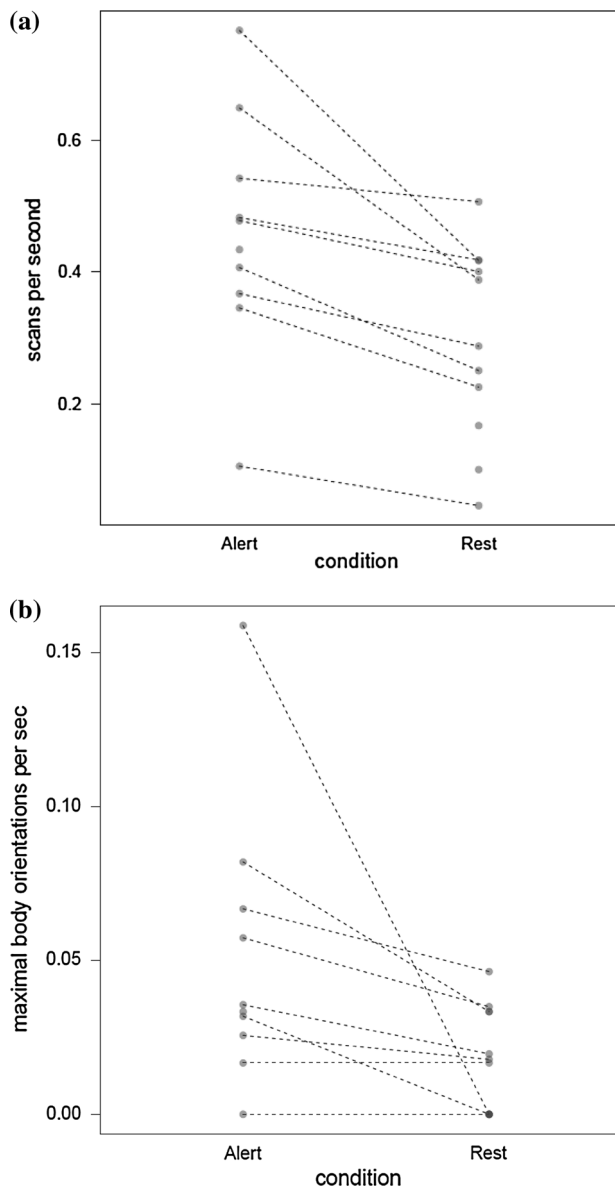 (a)
scans per second
0.6
0.4
0.2
Alert Rest
condition
(b)
maximal body orientations per sec
0.15
0.10
0.05
0.00
Alert Rest
condition